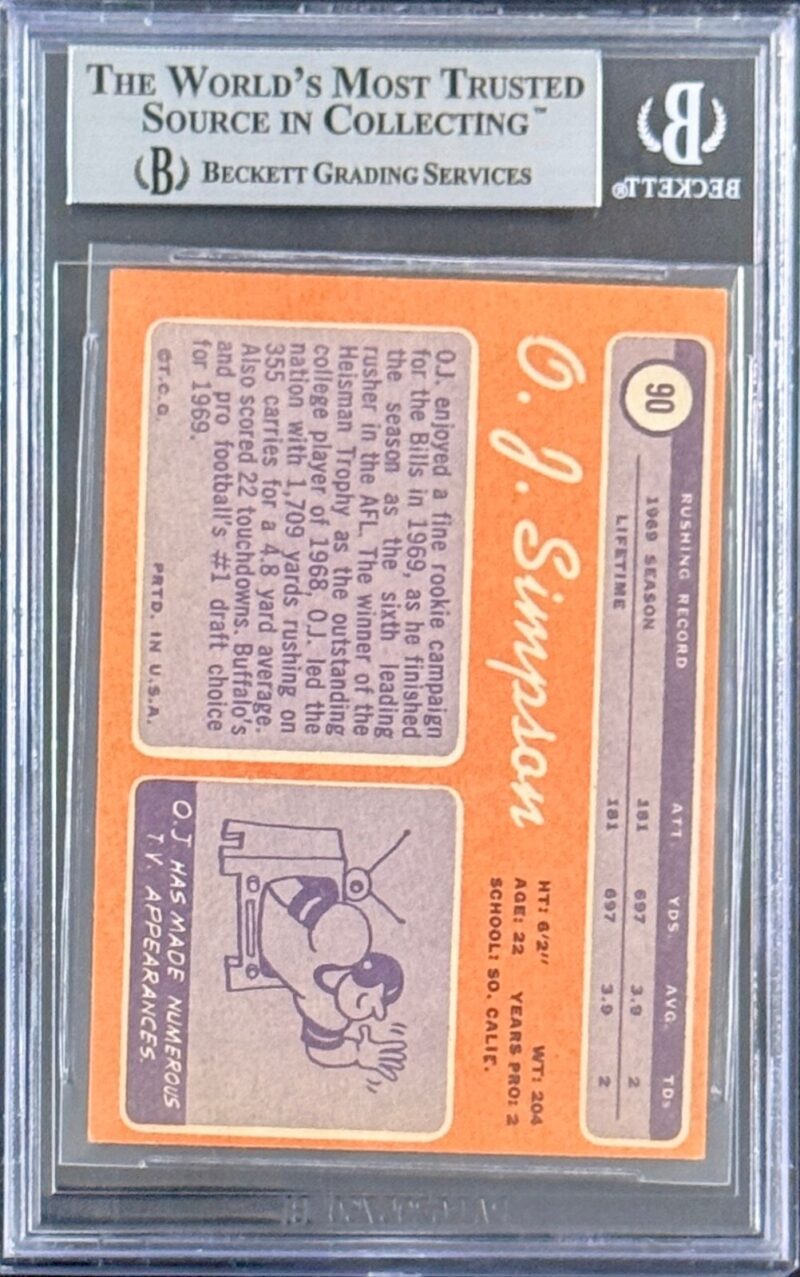 THE WORLD'S MOST TRUSTED
SOURCE IN COLLECTING™
(B) BECKETT GRADING SERVICES
B
BECKETT®
90
RUSHING RECORD ATT. YDS. AVG. TDs
1969 SEASON 181 697 3.9 2
LIFETIME 181 697 3.9 2
O. J. Simpson
HT: 6'2" WT: 204
AGE: 22 YEARS PRO: 2
SCHOOL: SO. CALIF.
O.J. enjoyed a fine rookie campaign
for the Bills in 1969, as he finished
the season as the sixth leading
rusher in the AFL. The winner of the
Heisman Trophy as the outstanding
college player of 1968, O.J. led the
nation with 1,709 yards rushing on
355 carries for a 4.8 yard average.
Also scored 22 touchdowns. Buffalo's
and pro football's #1 draft choice
for 1969.
©T.C.G. PRTD. IN U.S.A.
O.J HAS MADE NUMEROUS
T.V. APPEARANCES.